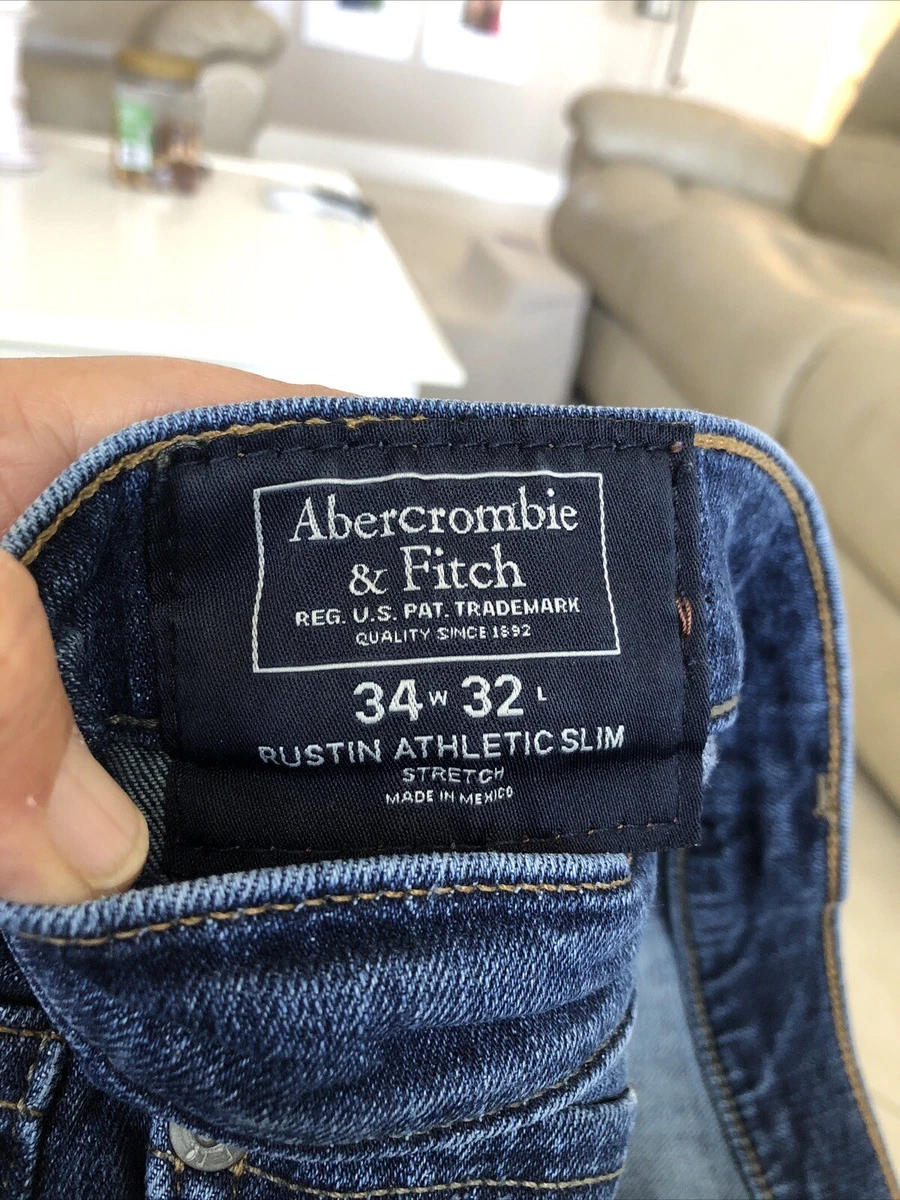 Abercrombie
& Fitch
REG. U.S. PAT. TRADEMARK
QUALITY SINCE 1892
34 W 32 L
RUSTIN ATHLETIC SLIM
STRETCH
MADE IN MEXICO